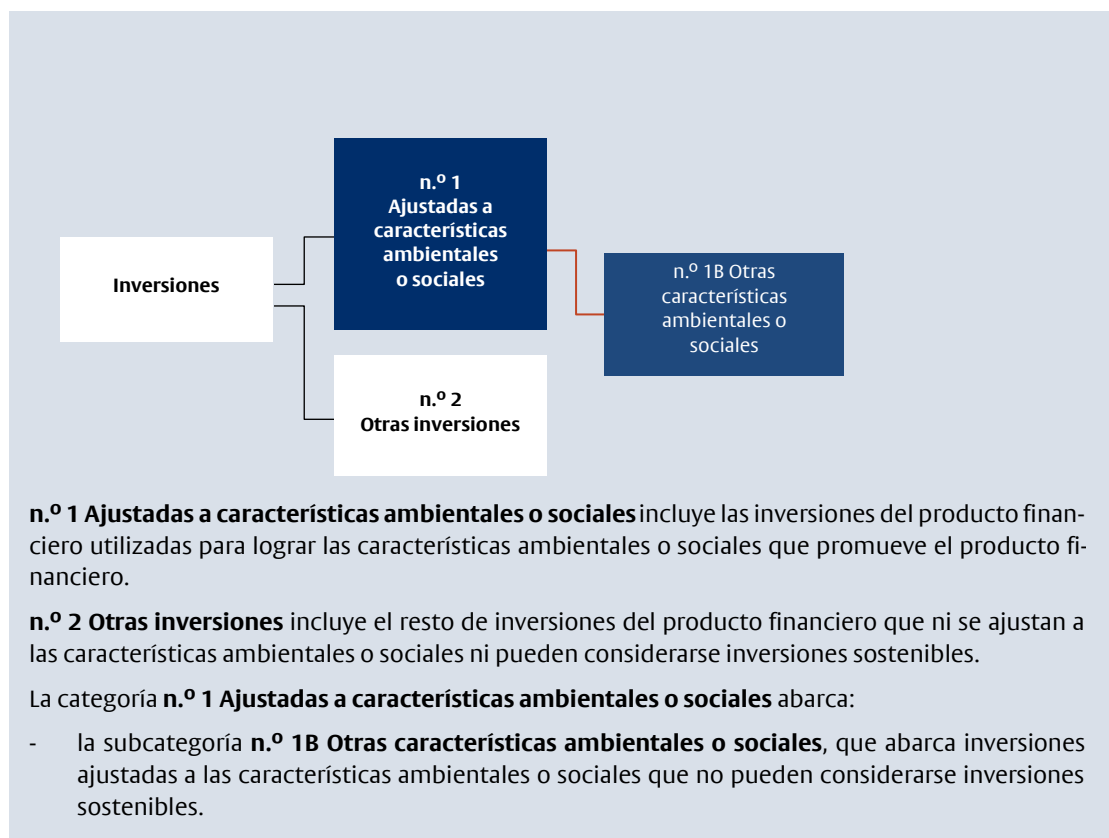 n.º 1
Ajustadas a
características
ambientales
o sociales
Inversiones
n.º 1B Otras
características
ambientales o
sociales
n.º 2
Otras inversiones
n.º 1 Ajustadas a características ambientales o sociales incluye las inversiones del producto finan-
ciero utilizadas para lograr las características ambientales o sociales que promueve el producto fi-
nanciero.
n.º 2 Otras inversiones incluye el resto de inversiones del producto financiero que ni se ajustan a
las características ambientales o sociales ni pueden considerarse inversiones sostenibles.
La categoría n.º 1 Ajustadas a características ambientales o sociales abarca:
- la subcategoría n.º 1B Otras características ambientales o sociales, que abarca inversiones
ajustadas a las características ambientales o sociales que no pueden considerarse inversiones
sostenibles.